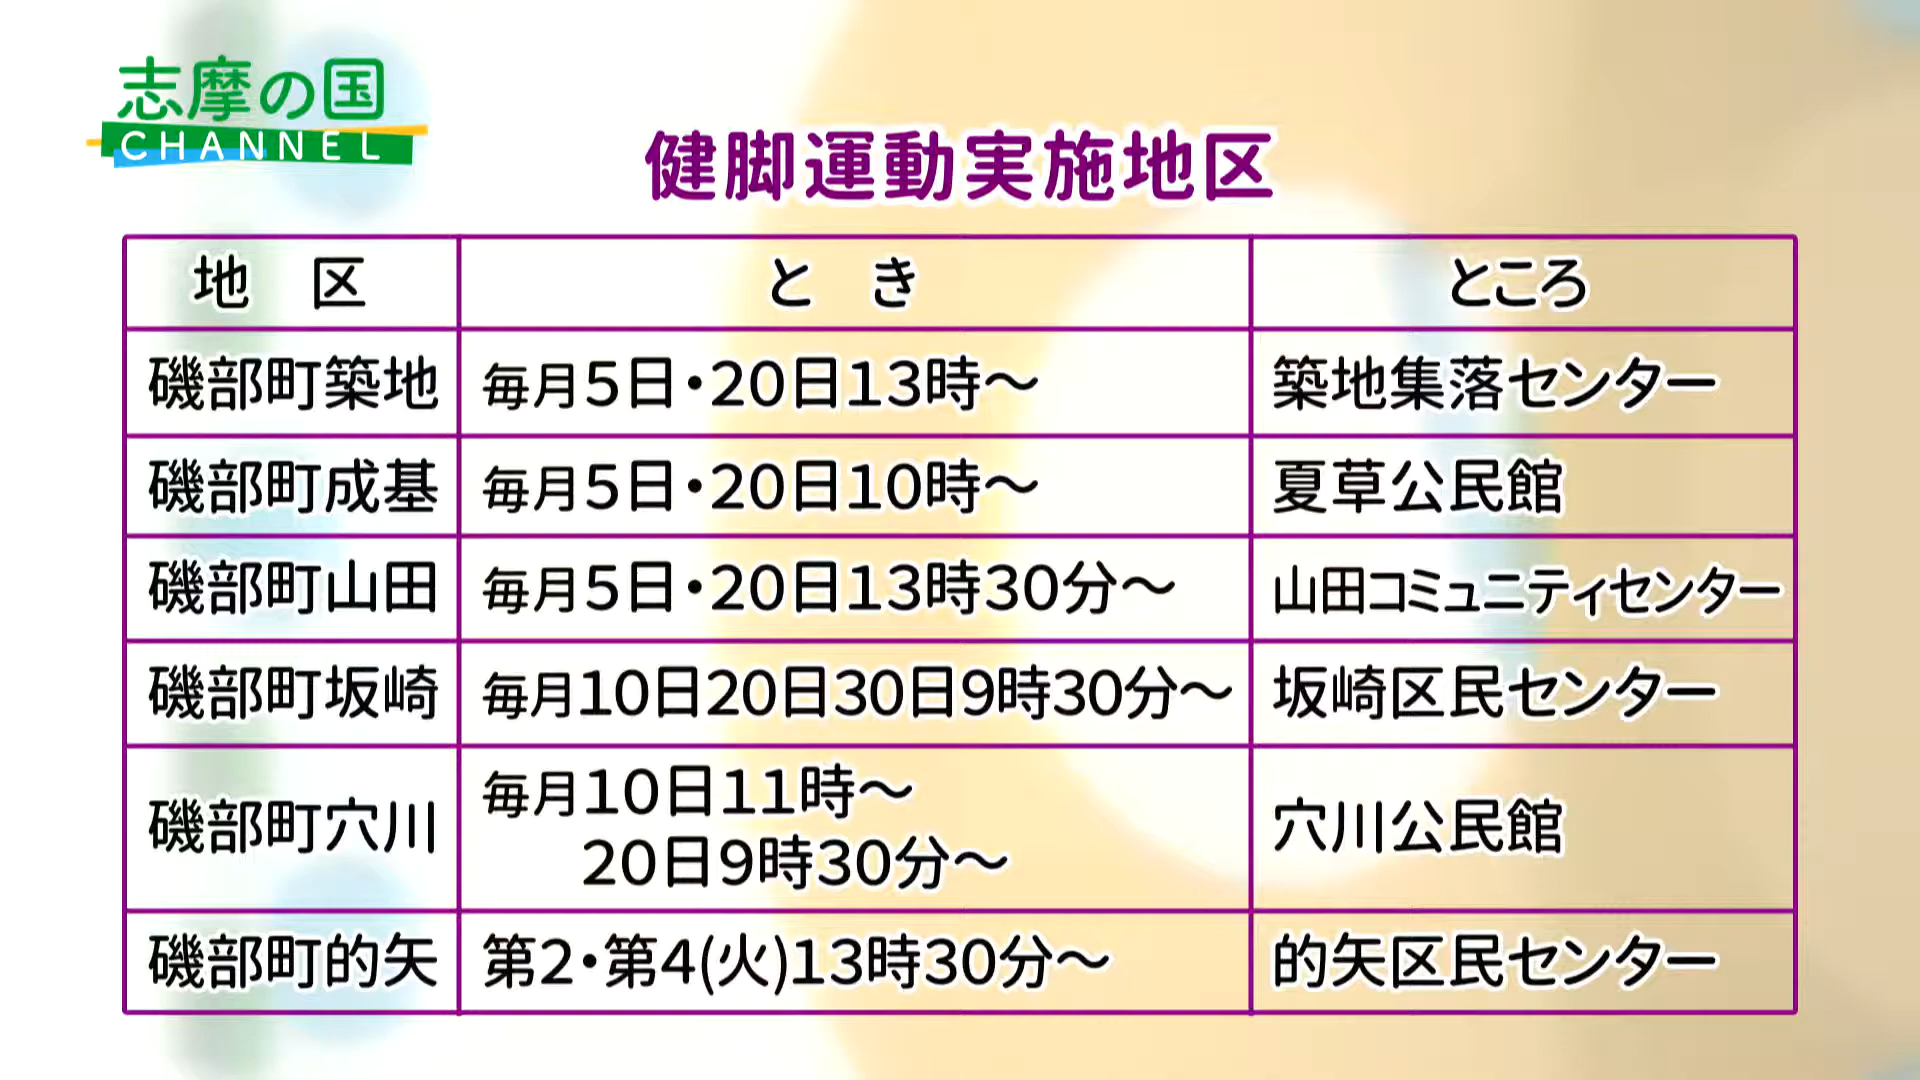 志摩の国
CHANNEL
健脚運動実施地区
地　区　と　き　ところ
磯部町築地　毎月5日・20日13時～　築地集落センター
磯部町成基　毎月5日・20日10時～　夏草公民館
磯部町山田　毎月5日・20日13時30分～　山田コミュニティセンター
磯部町坂崎　毎月10日20日30日9時30分～　坂崎区民センター
磯部町穴川　毎月10日11時～　穴川公民館
20日9時30分～
磯部町的矢　第2・第4(火)13時30分～　的矢区民センター